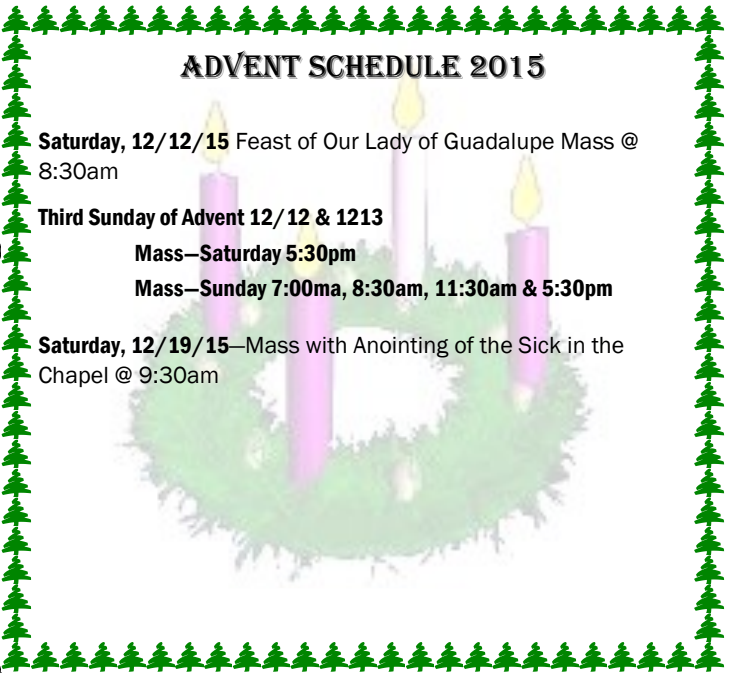 ADVENT SCHEDULE 2015
Saturday, 12/12/15 Feast of Our Lady of Guadalupe Mass @
8:30am
Third Sunday of Advent 12/12 & 1213
Mass—Saturday 5:30pm
Mass—Sunday 7:00ma, 8:30am, 11:30am & 5:30pm
Saturday, 12/19/15—Mass with Anointing of the Sick in the
Chapel @ 9:30am